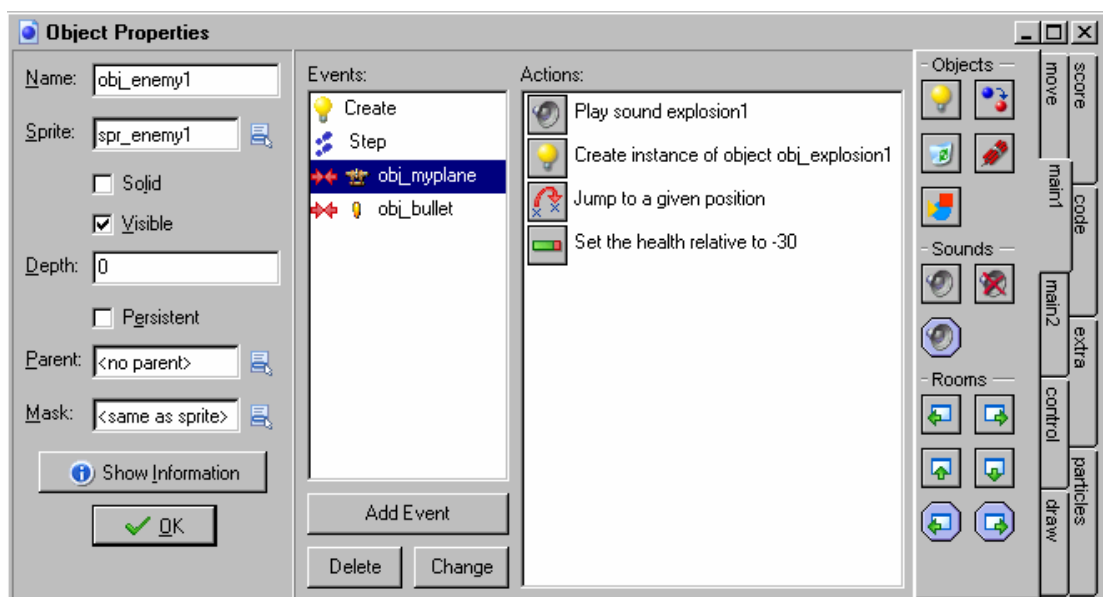 Object Properties
Name: obj_enemy1
Sprite: spr_enemy1
Solid
Visible
Depth: 0
Persistent
Parent: <no parent>
Mask: <same as sprite>
Show Information
OK
Events:
Create
Step
obj_myplane
obj_bullet
Add Event
Delete
Change
Actions:
Play sound explosion1
Create instance of object obj_explosion1
Jump to a given position
Set the health relative to -30
Objects
Sounds
Rooms
move
main1
main2
control
draw
score
code
extra
particles